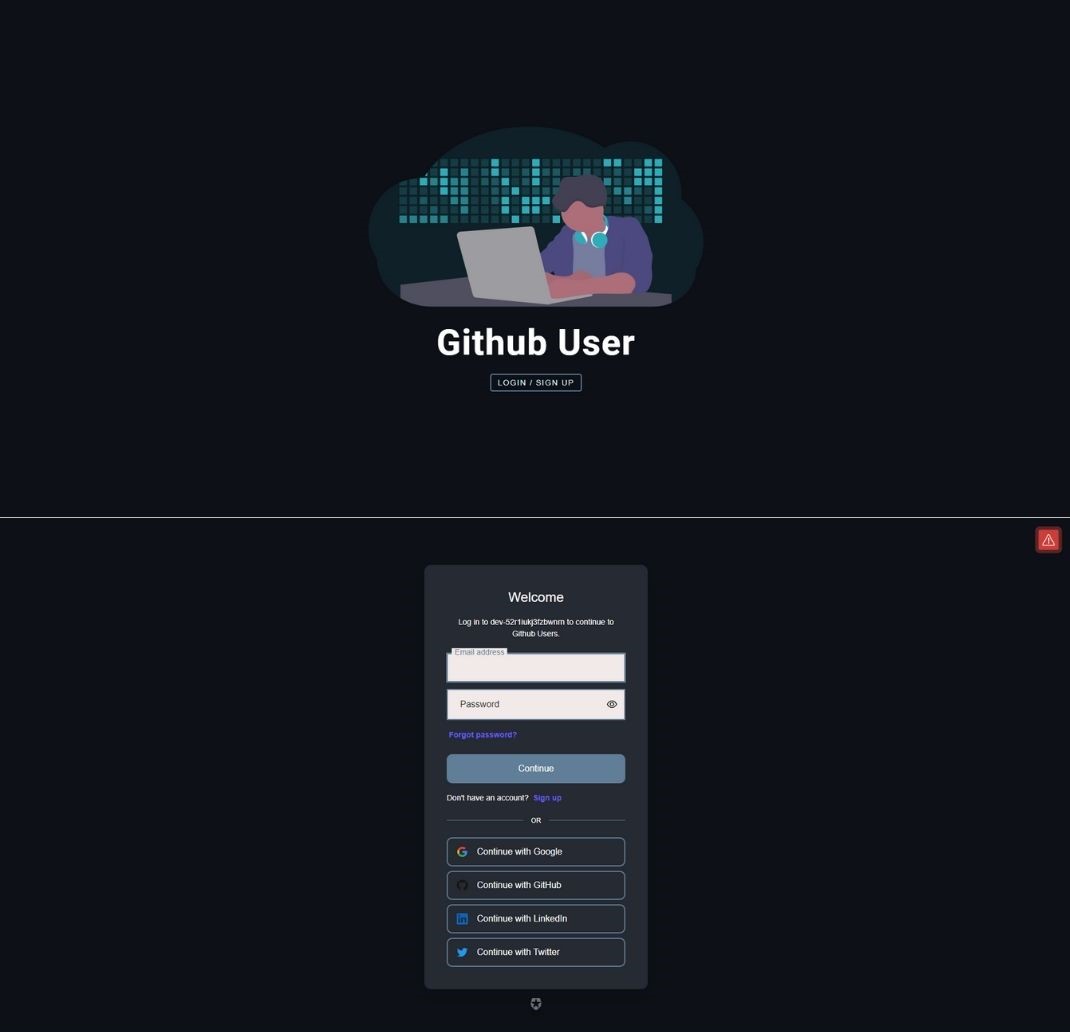 Github User
LOGIN / SIGN UP
Welcome
Log in to dev-52r1iukj3fzbwnm to continue to
Github Users.
Email address
Password
Forgot password?
Continue
Don't have an account? Sign up
OR
Continue with Google
Continue with GitHub
Continue with LinkedIn
Continue with Twitter